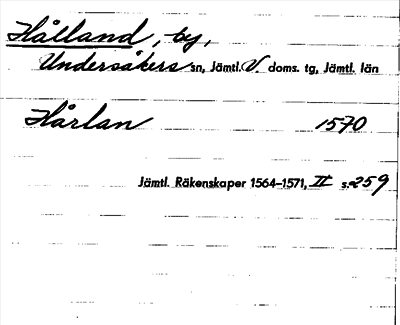 Hålland, by,
Undersåkers sn, Jämtl. V. doms. tg, Jämtl. län
Hårlan 1570
Jämtl. Räkenskaper 1564–1571, II s. 259